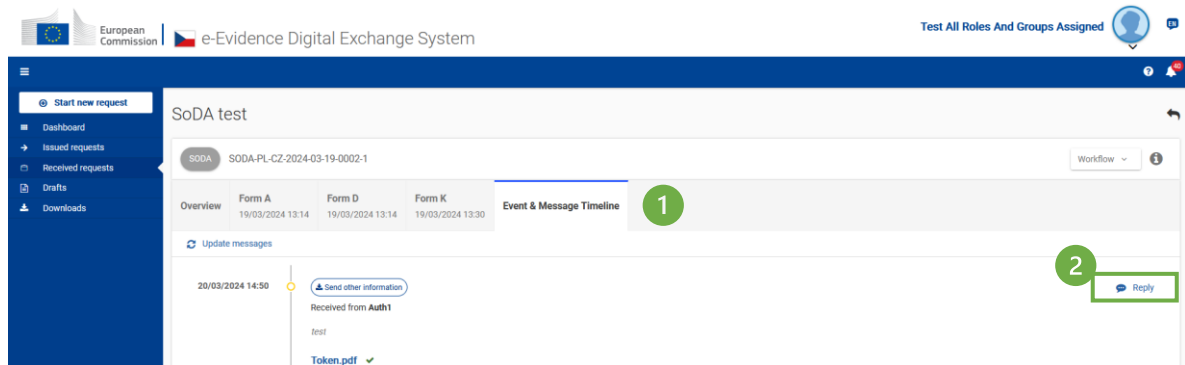 European
Commission
e-Evidence Digital Exchange System
Test All Roles And Groups Assigned
EN
Start new request
SoDA test
Dashboard
Issued requests
Received requests
Drafts
Downloads
SODA
SODA-PL-CZ-2024-03-19-0002-1
Workflow
Overview
Form A
19/03/2024 13:14
Form D
19/03/2024 13:14
Form K
19/03/2024 13:30
Event & Message Timeline
1
Update messages
2
20/03/2024 14:50
Send other information
Reply
Received from Auth1
test
Token.pdf